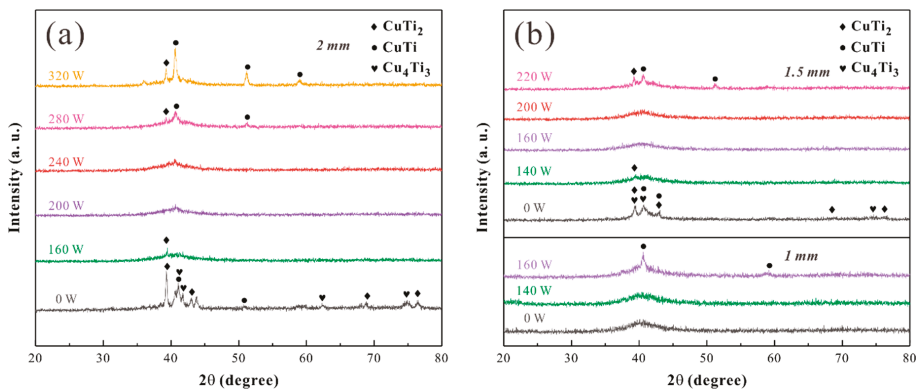 (a)
2 mm
♦ CuTi2
● CuTi
♥ Cu4Ti3
320 W
280 W
240 W
200 W
160 W
0 W
Intensity (a. u.)
20 30 40 50 60 70 80
2θ (degree)
(b)
1.5 mm
♦ CuTi2
● CuTi
♥ Cu4Ti3
220 W
200 W
160 W
140 W
0 W
1 mm
160 W
140 W
0 W
Intensity (a. u.)
20 30 40 50 60 70 80
2θ (degree)